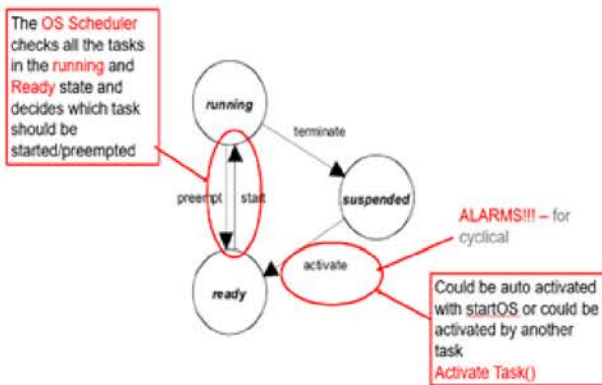 The OS Scheduler
checks all the tasks
in the running and
Ready state and
decides which task
should be
started/preempted
running
terminate
preempt
start
suspended
ALARMS!!! – for
cyclical
activate
ready
Could be auto activated
with startOS or could be
activated by another
task
Activate Task()